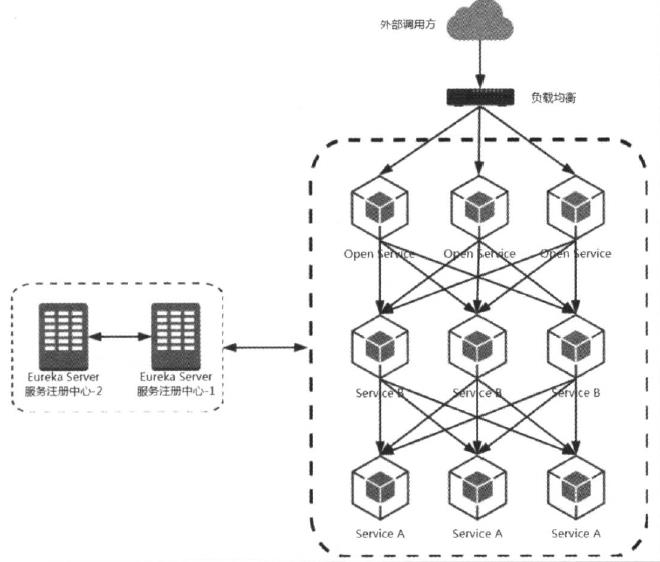 外部调用方
负载均衡
Open Service
Open Service
Open Service
Eureka Server
服务注册中心-2
Eureka Server
服务注册中心-1
Service B
Service B
Service B
Service A
Service A
Service A